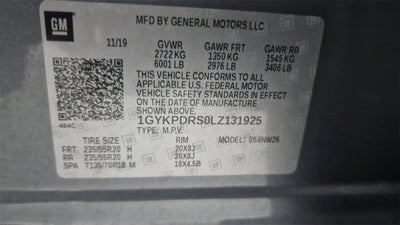 GM
MFD BY GENERAL MOTORS LLC
11/19 GVWR GAWR FRT GAWR RR
2722 KG 1350 KG 1545 KG
6001 LB 2976 LB 3406 LB
THIS VEHICLE CONFORMS TO ALL
APPLICABLE U.S. FEDERAL MOTOR
VEHICLE SAFETY STANDARDS IN EFFECT
ON THE DATE OF MANUFACTURE
SHOWN ABOVE.
464C
1GYKPDRS0LZ131925
TYPE: M.P.V. MODEL: 056NW26
TIRE SIZE RIM
FRT 235/55R20 H 20X8J
RR 235/55R20 H 20X8J
SPA T135/70R18 M 18X4.5B